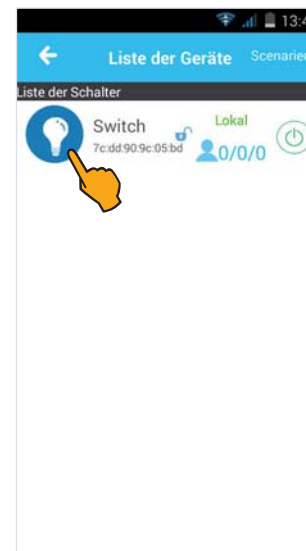 13:4
Liste der Geräte Scenarien
Liste der Schalter
Switch Lokal
7c:dd:90:9c:05:bd 0/0/0